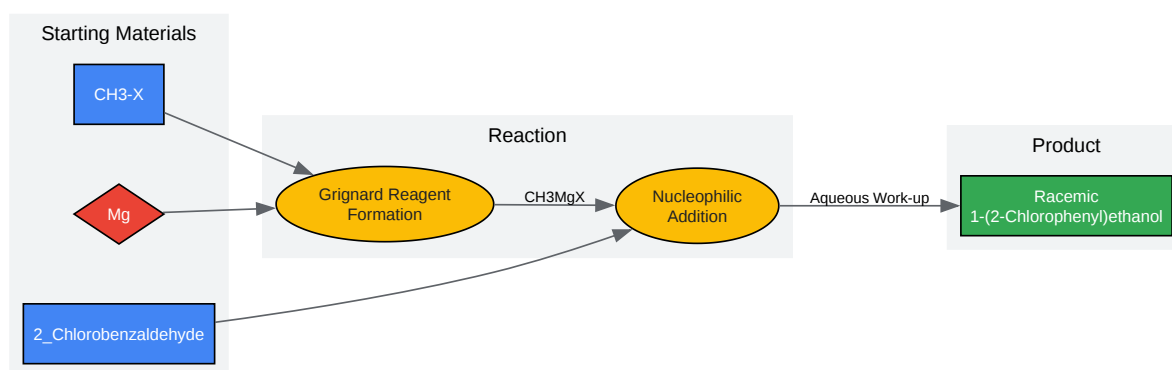 Starting Materials
CH3-X
Mg
2_Chlorobenzaldehyde
Reaction
Grignard Reagent
Formation
CH3MgX
Nucleophilic
Addition
Aqueous Work-up
Product
Racemic
1-(2-Chlorophenyl)ethanol